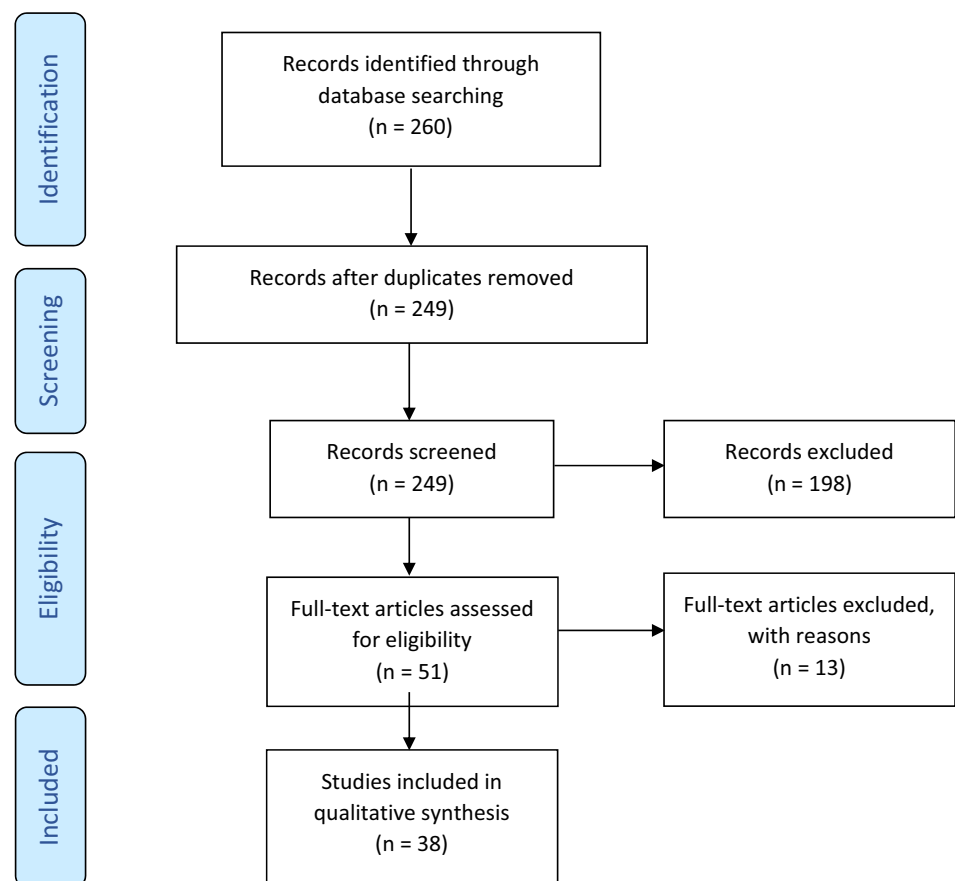 Identification
Records identified through
database searching
(n = 260)
Records after duplicates removed
(n = 249)
Screening
Records screened
(n = 249)
Records excluded
(n = 198)
Eligibility
Full-text articles assessed
for eligibility
(n = 51)
Full-text articles excluded,
with reasons
(n = 13)
Included
Studies included in
qualitative synthesis
(n = 38)